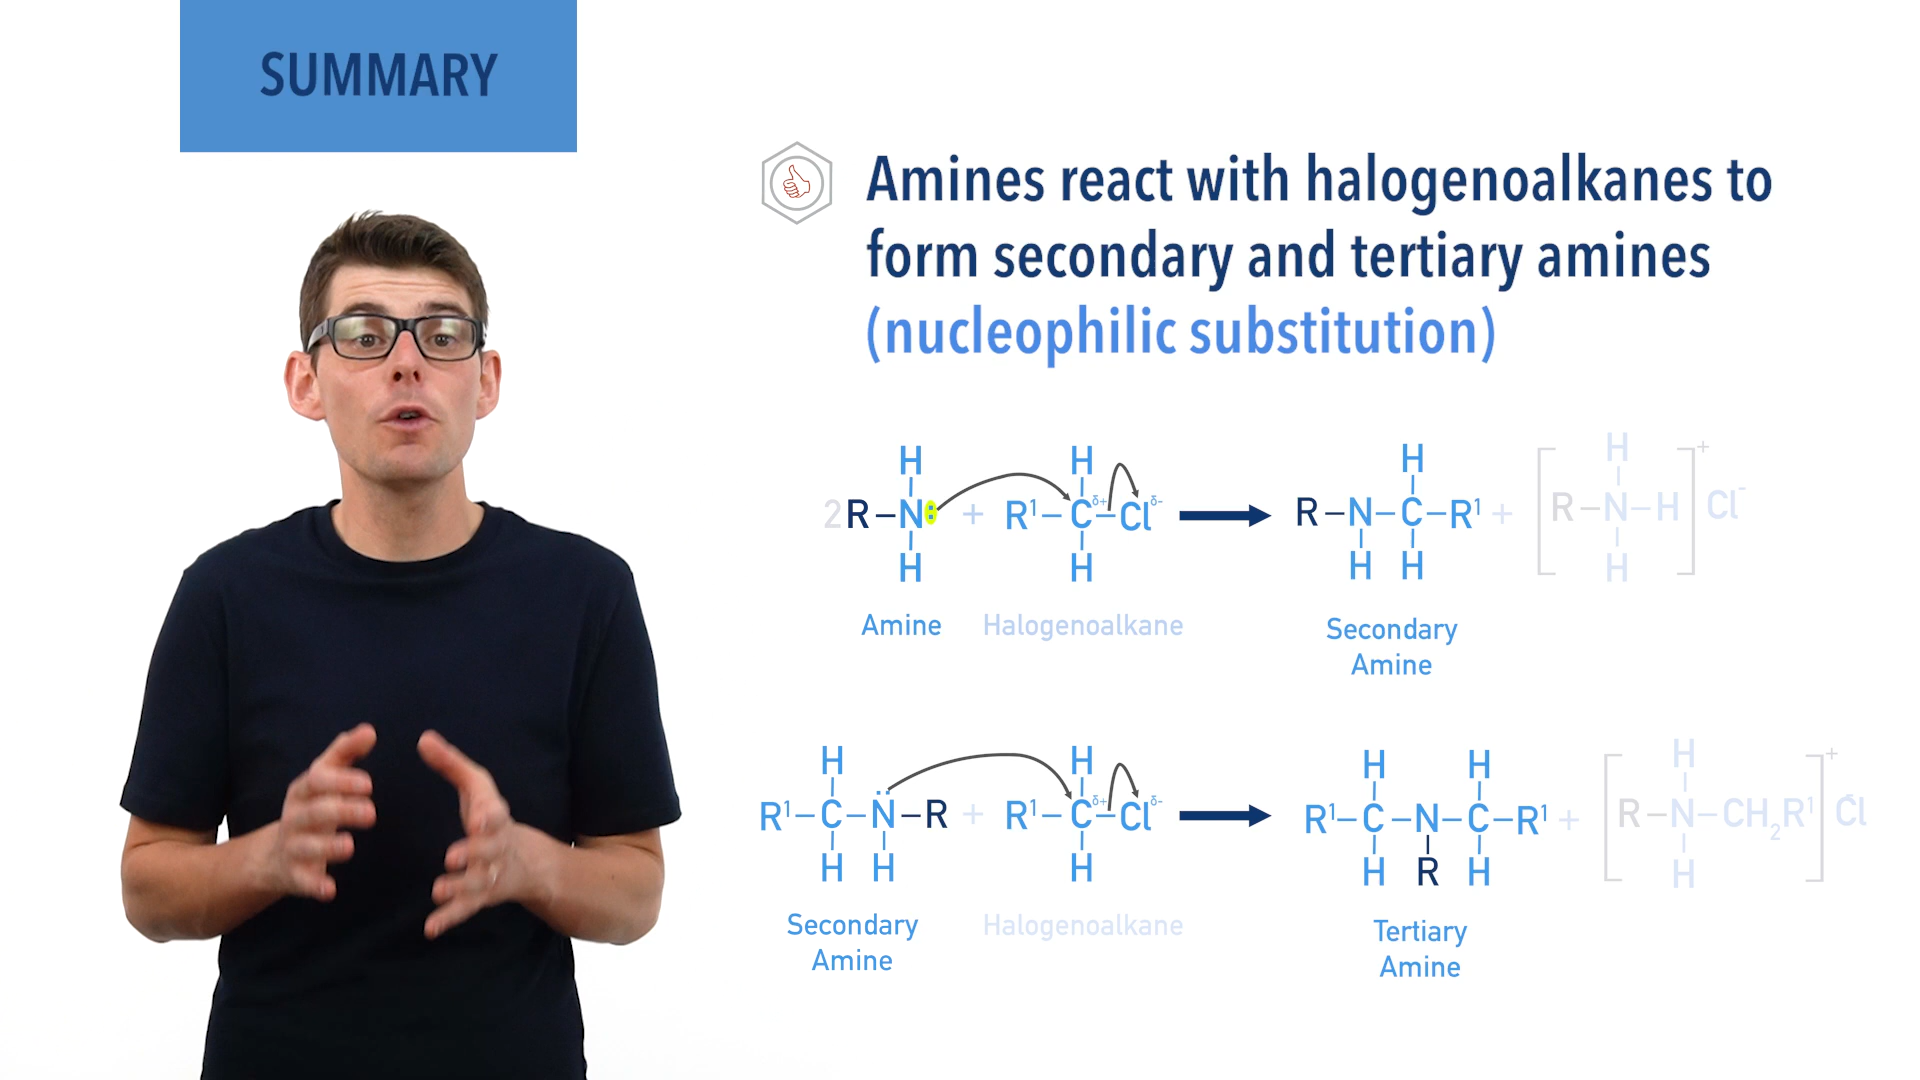 SUMMARY
Amines react with halogenoalkanes to
form secondary and tertiary amines
(nucleophilic substitution)
H H H H
2R–N: + R¹–C^δ+–Cl^δ- R–N–C–R¹ + [R–N–H]⁺ Cl⁻
H H H H H
Amine Halogenoalkane Secondary
Amine
H H H H H
R¹–C–N̈–R + R¹–C^δ+–Cl^δ- R¹–C–N–C–R¹ + [R–N–CH₂R¹]⁺ Cl⁻
H H H H R H H
Secondary Halogenoalkane Tertiary
Amine Amine